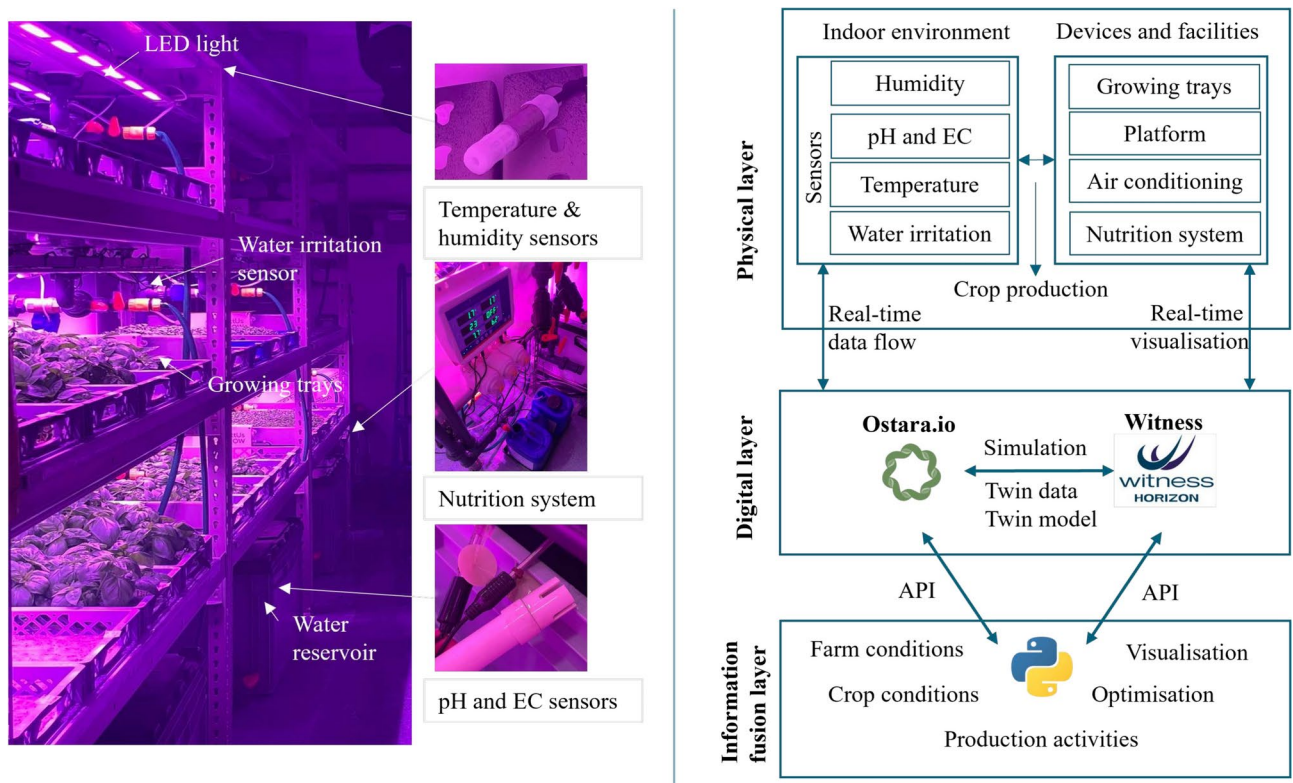 LED light
Water irritation
sensor
Growing trays
Water
reservoir
Temperature &
humidity sensors
Nutrition system
pH and EC sensors
Physical layer
Indoor environment
Devices and facilities
Sensors
Humidity
pH and EC
Temperature
Water irritation
Growing trays
Platform
Air conditioning
Nutrition system
Crop production
Real-time
data flow
Real-time
visualisation
Digital layer
Ostara.io
Simulation
Twin data
Twin model
Witness
witness
HORIZON
API
API
Information
fusion layer
Farm conditions
Crop conditions
Visualisation
Optimisation
Production activities